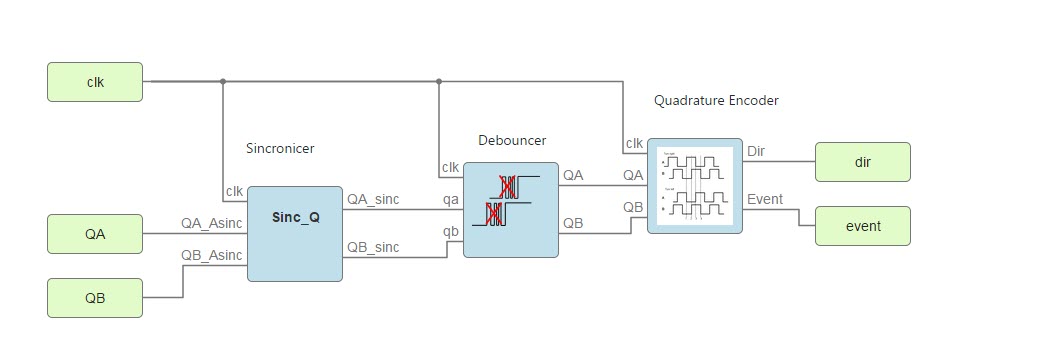 clk
Quadrature Encoder
Debouncer
Sincronicer
clk
Dir
dir
clk
QA
QA
clk
QA_sinc
qa
Event
Sinc_Q
QB
QA_Asinc
QB
event
QA
qb
QB_Asinc
QB_sinc
QB